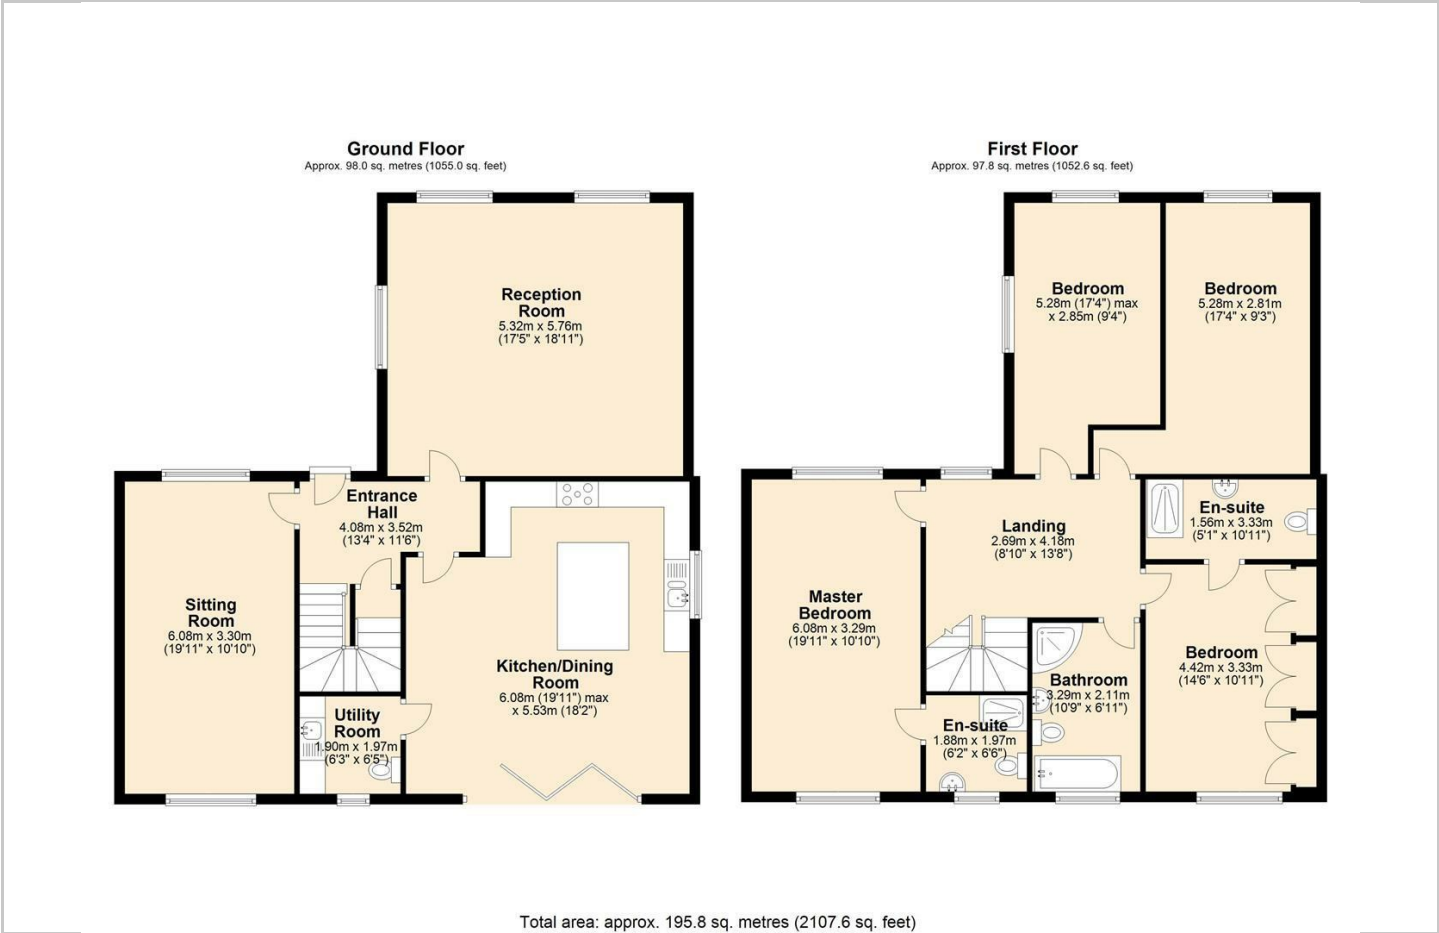 Ground Floor
Approx. 98.0 sq. metres (1055.0 sq. feet)
Reception
Room
5.32m x 5.76m
(17'5" x 18'11")
Entrance
Hall
4.08m x 3.52m
(13'4" x 11'6")
Sitting
Room
6.08m x 3.30m
(19'11" x 10'10")
Kitchen/Dining
Room
6.08m (19'11") max
x 5.53m (18'2")
Utility
Room
1.90m x 1.97m
(6'3" x 6'5")
First Floor
Approx. 97.8 sq. metres (1052.6 sq. feet)
Bedroom
5.28m (17'4") max
x 2.85m (9'4")
Bedroom
5.28m x 2.81m
(17'4" x 9'3")
En-suite
1.56m x 3.33m
(5'1" x 10'11")
Landing
2.69m x 4.18m
(8'10" x 13'8")
Master
Bedroom
6.08m x 3.29m
(19'11" x 10'10")
Bedroom
4.42m x 3.33m
(14'6" x 10'11")
Bathroom
3.29m x 2.11m
(10'9" x 6'11")
En-suite
1.88m x 1.97m
(6'2" x 6'6")
Total area: approx. 195.8 sq. metres (2107.6 sq. feet)